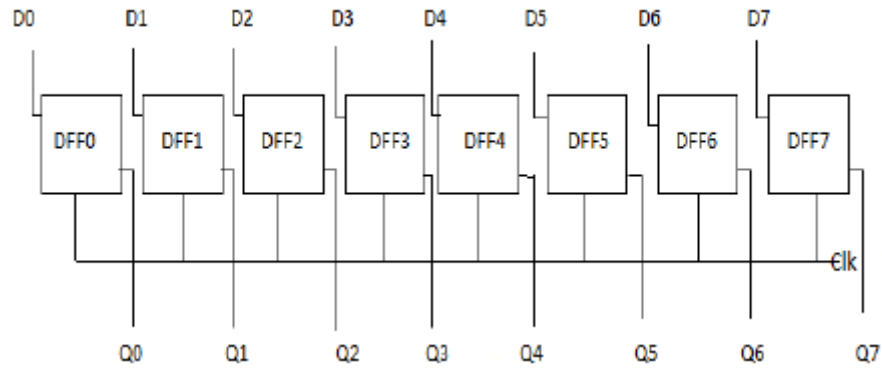 D0 D1 D2 D3 D4 D5 D6 D7
DFF0 DFF1 DFF2 DFF3 DFF4 DFF5 DFF6 DFF7
Clk
Q0 Q1 Q2 Q3 Q4 Q5 Q6 Q7